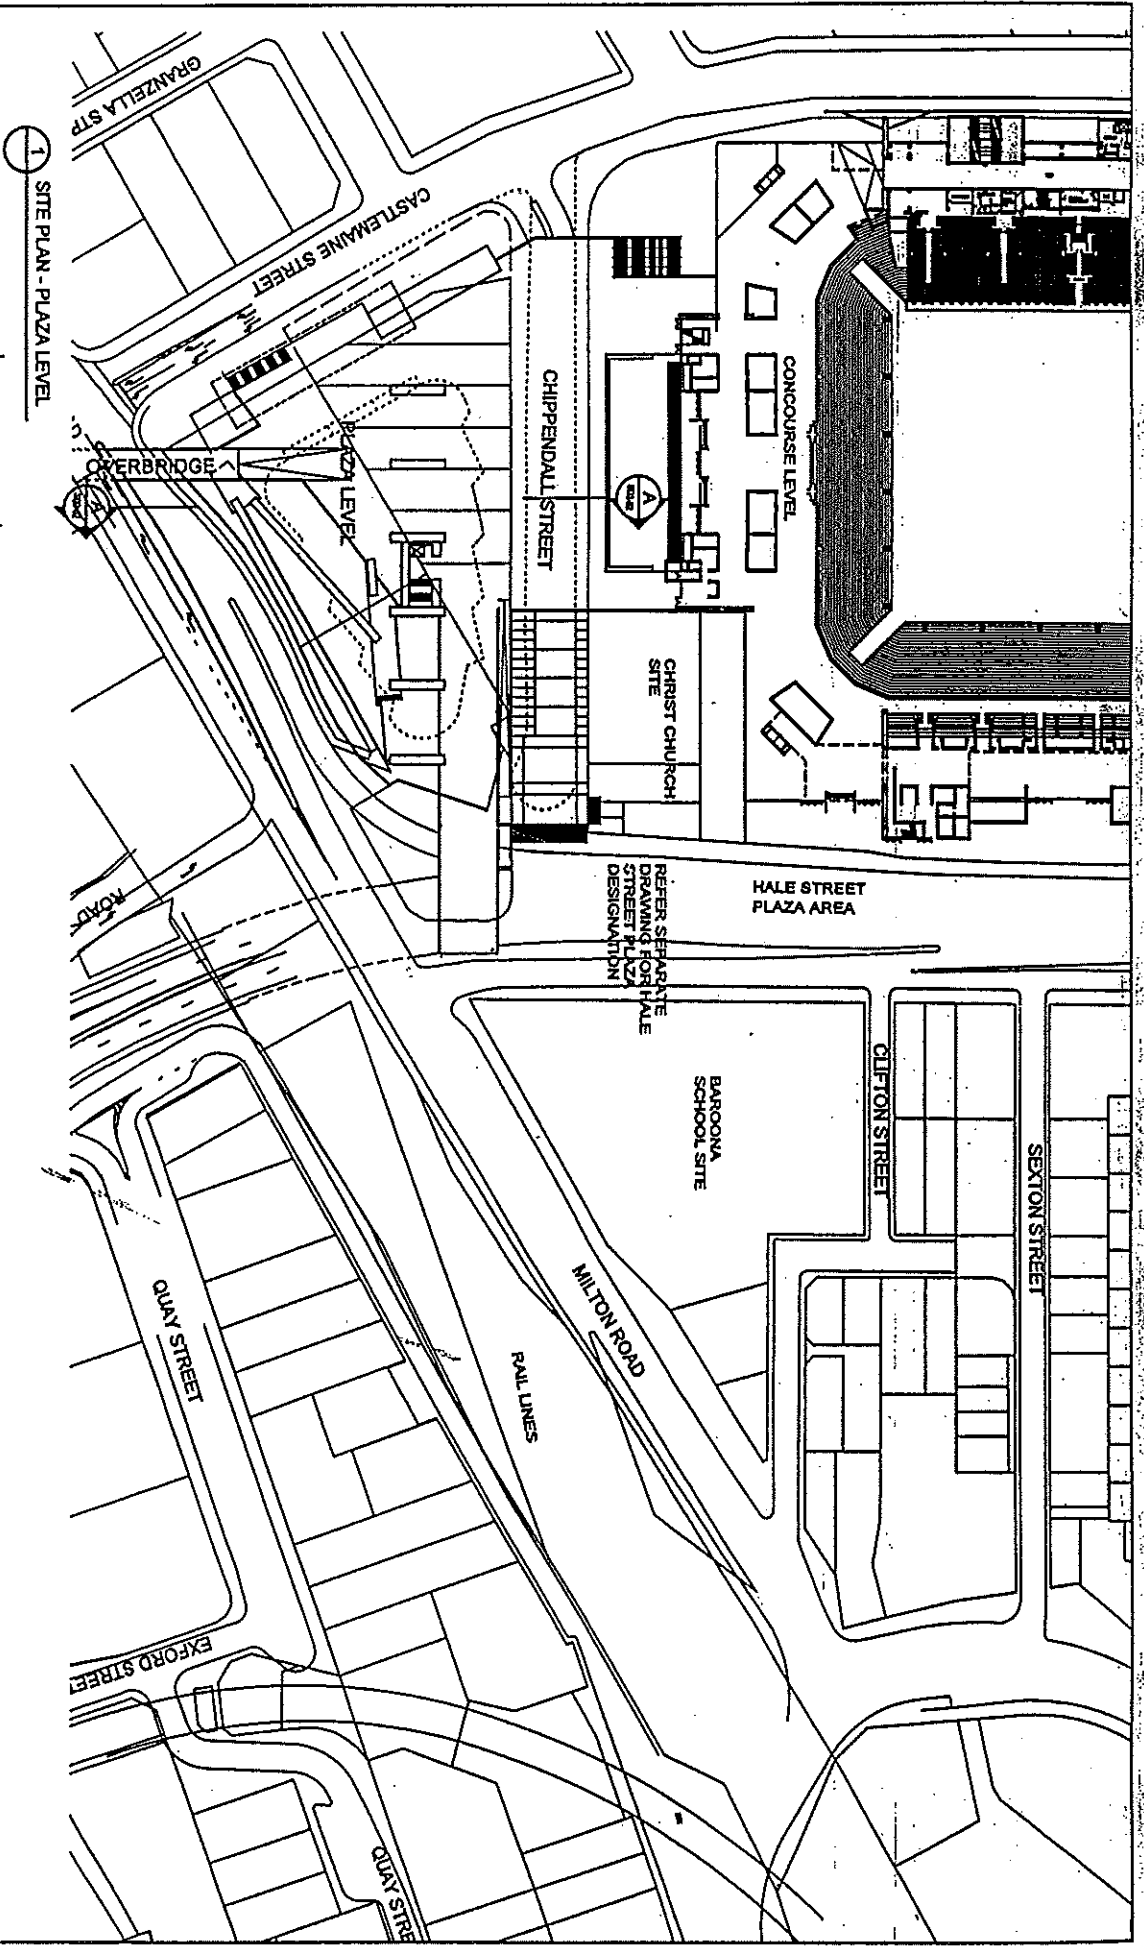 GRANZELLA STR
CASTLEMAINE STREET
1
SITE PLAN - PLAZA LEVEL
OVERBRIDGE
PLAZA LEVEL
A
CHIPPENDALL STREET
A
CONCOURSE LEVEL
CHRIST CHURCH
SITE
HALE STREET
PLAZA AREA
REFER SEPARATE
DRAWING FOR HALE
STREET PLAZA
DESIGNATION
ROAD
BAROONA
SCHOOL SITE
CLIFTON STREET
SEXTON STREET
MILTON ROAD
RAIL LINES
QUAY STREET
EXFORD STREET
QUAY STRE